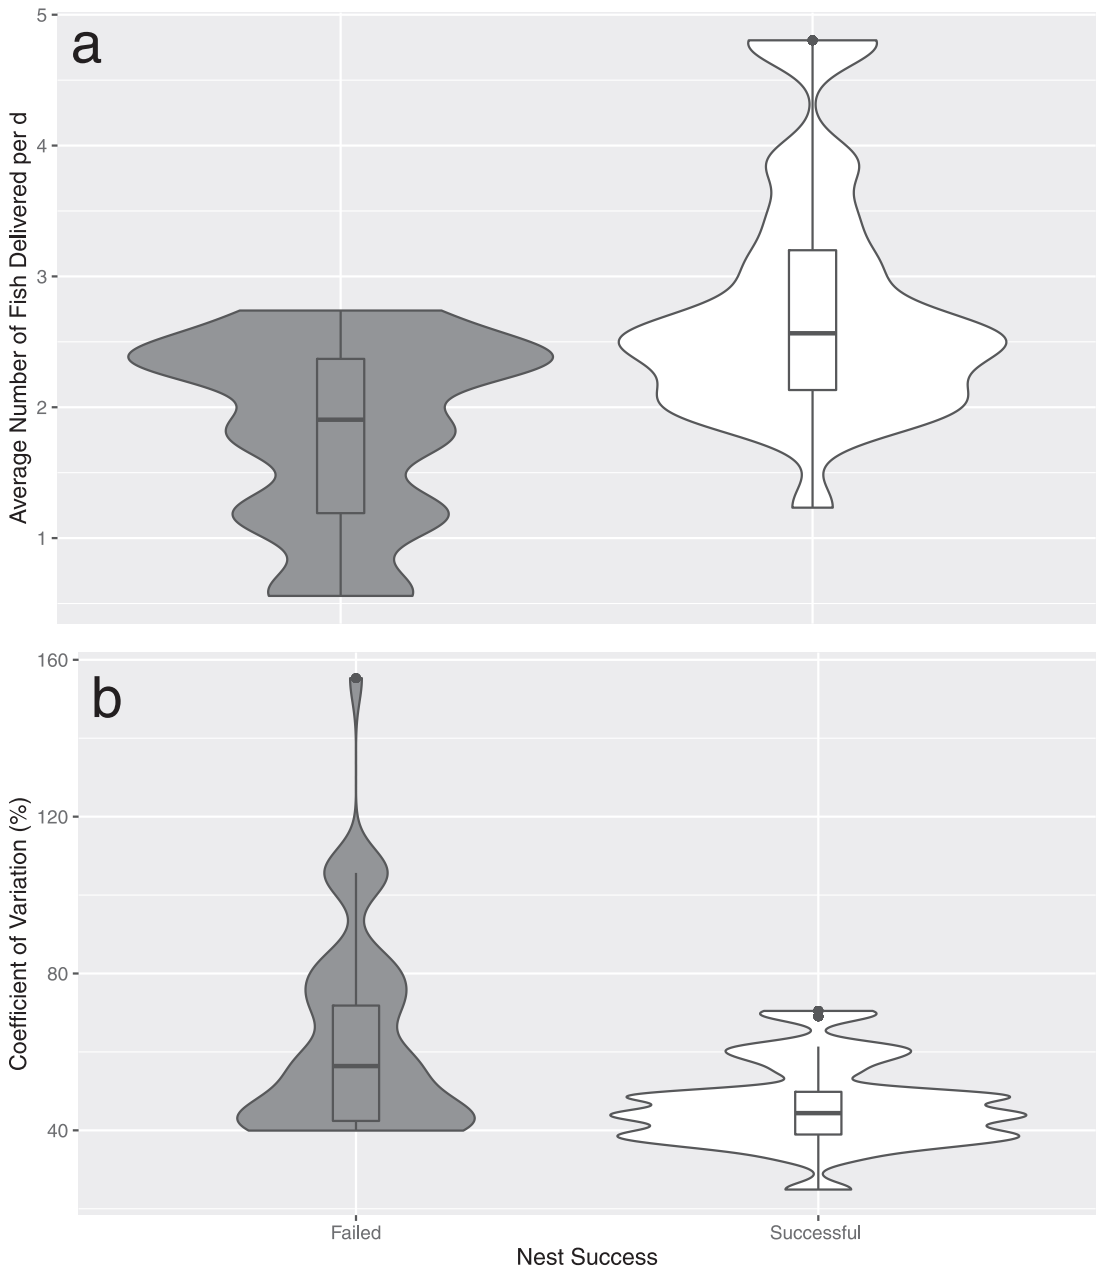 a
Average Number of Fish Delivered per d
5
4
3
2
1
b
Coefficient of Variation (%)
160
120
80
40
Failed
Successful
Nest Success